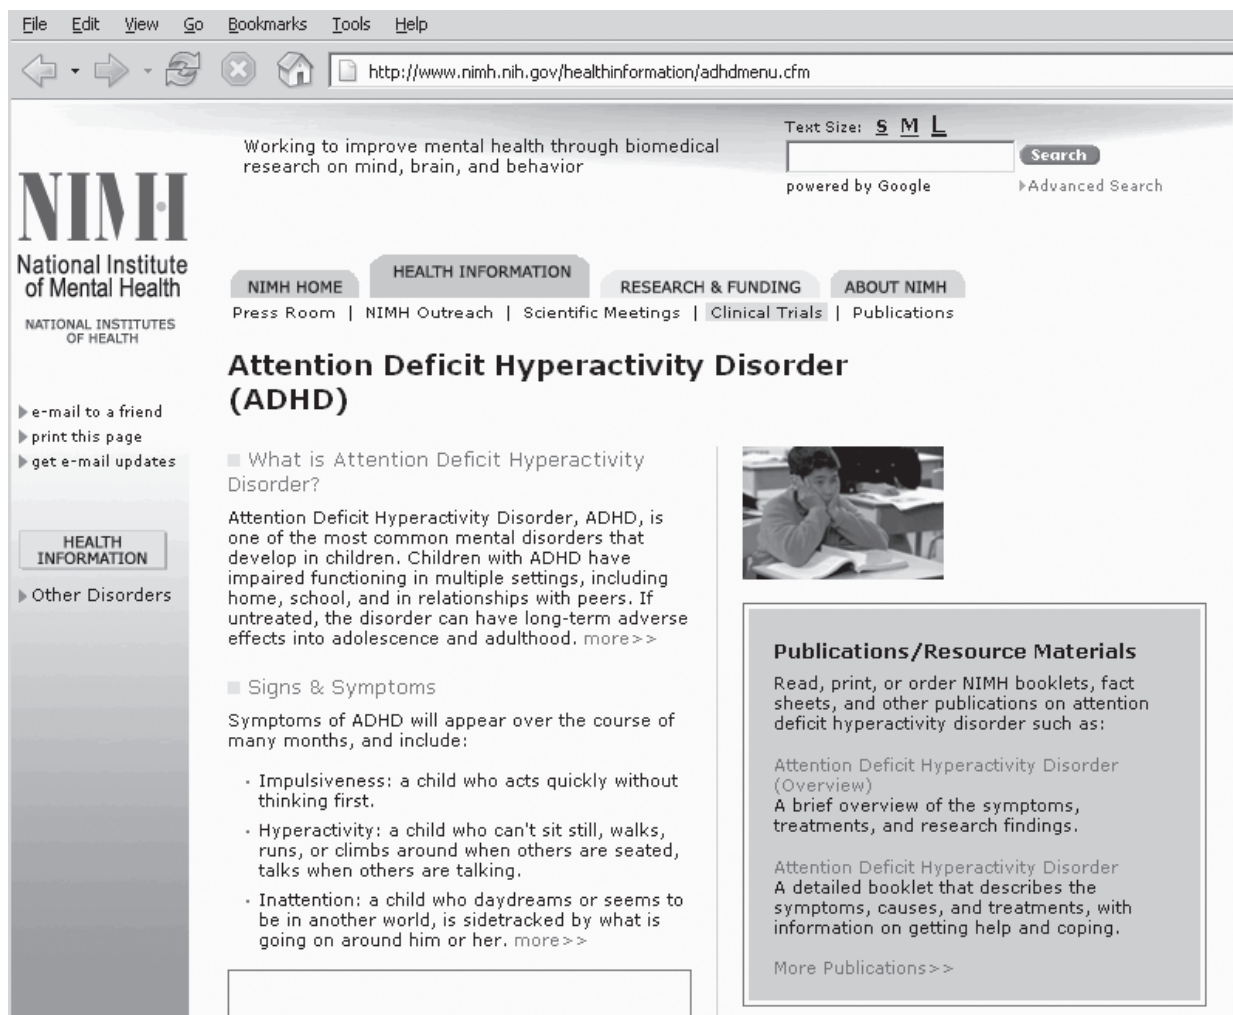 File Edit View Go Bookmarks Tools Help
http://www.nimh.nih.gov/healthinformation/adhdmenu.cfm
Working to improve mental health through biomedical
research on mind, brain, and behavior
Text Size: S M L
Search
powered by Google
Advanced Search
NIMH
National Institute
of Mental Health
NATIONAL INSTITUTES
OF HEALTH
NIMH HOME HEALTH INFORMATION RESEARCH & FUNDING ABOUT NIMH
Press Room | NIMH Outreach | Scientific Meetings | Clinical Trials | Publications
e-mail to a friend
print this page
get e-mail updates
HEALTH
INFORMATION
Other Disorders
Attention Deficit Hyperactivity Disorder
(ADHD)
What is Attention Deficit Hyperactivity
Disorder?
Attention Deficit Hyperactivity Disorder, ADHD, is
one of the most common mental disorders that
develop in children. Children with ADHD have
impaired functioning in multiple settings, including
home, school, and in relationships with peers. If
untreated, the disorder can have long-term adverse
effects into adolescence and adulthood. more>>
Signs & Symptoms
Symptoms of ADHD will appear over the course of
many months, and include:
· Impulsiveness: a child who acts quickly without
thinking first.
· Hyperactivity: a child who can't sit still, walks,
runs, or climbs around when others are seated,
talks when others are talking.
· Inattention: a child who daydreams or seems to
be in another world, is sidetracked by what is
going on around him or her. more>>
Publications/Resource Materials
Read, print, or order NIMH booklets, fact
sheets, and other publications on attention
deficit hyperactivity disorder such as:
Attention Deficit Hyperactivity Disorder
(Overview)
A brief overview of the symptoms,
treatments, and research findings.
Attention Deficit Hyperactivity Disorder
A detailed booklet that describes the
symptoms, causes, and treatments, with
information on getting help and coping.
More Publications>>